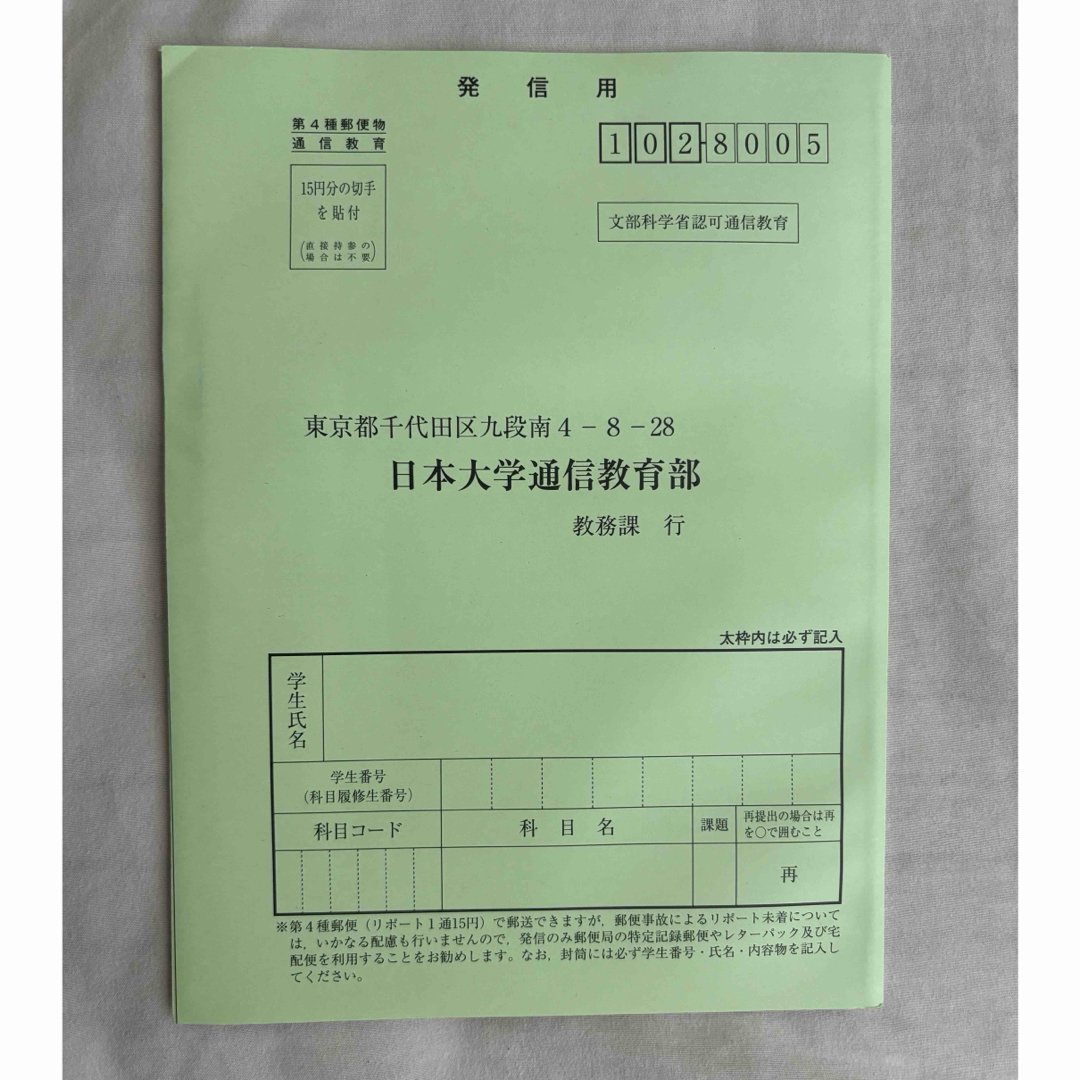 発信用
第4種郵便物
通信教育
15円分の切手
を貼付
(直接持参の
場合は不要)
102-8005
文部科学省認可通信教育
東京都千代田区九段南4－8－28
日本大学通信教育部
教務課 行
太枠内は必ず記入
学生氏名
学生番号
(科目履修生番号)
科目コード
科目名
課題
再提出の場合は再
を○で囲むこと
再
※第4種郵便（リポート1通15円）で郵送できますが，郵便事故によるリポート未着について
は，いかなる配慮も行いませんので，発信のみ郵便局の特定記録郵便やレターパック及び宅
配便を利用することをお勧めします。なお，封筒には必ず学生番号・氏名・内容物を記入し
てください。